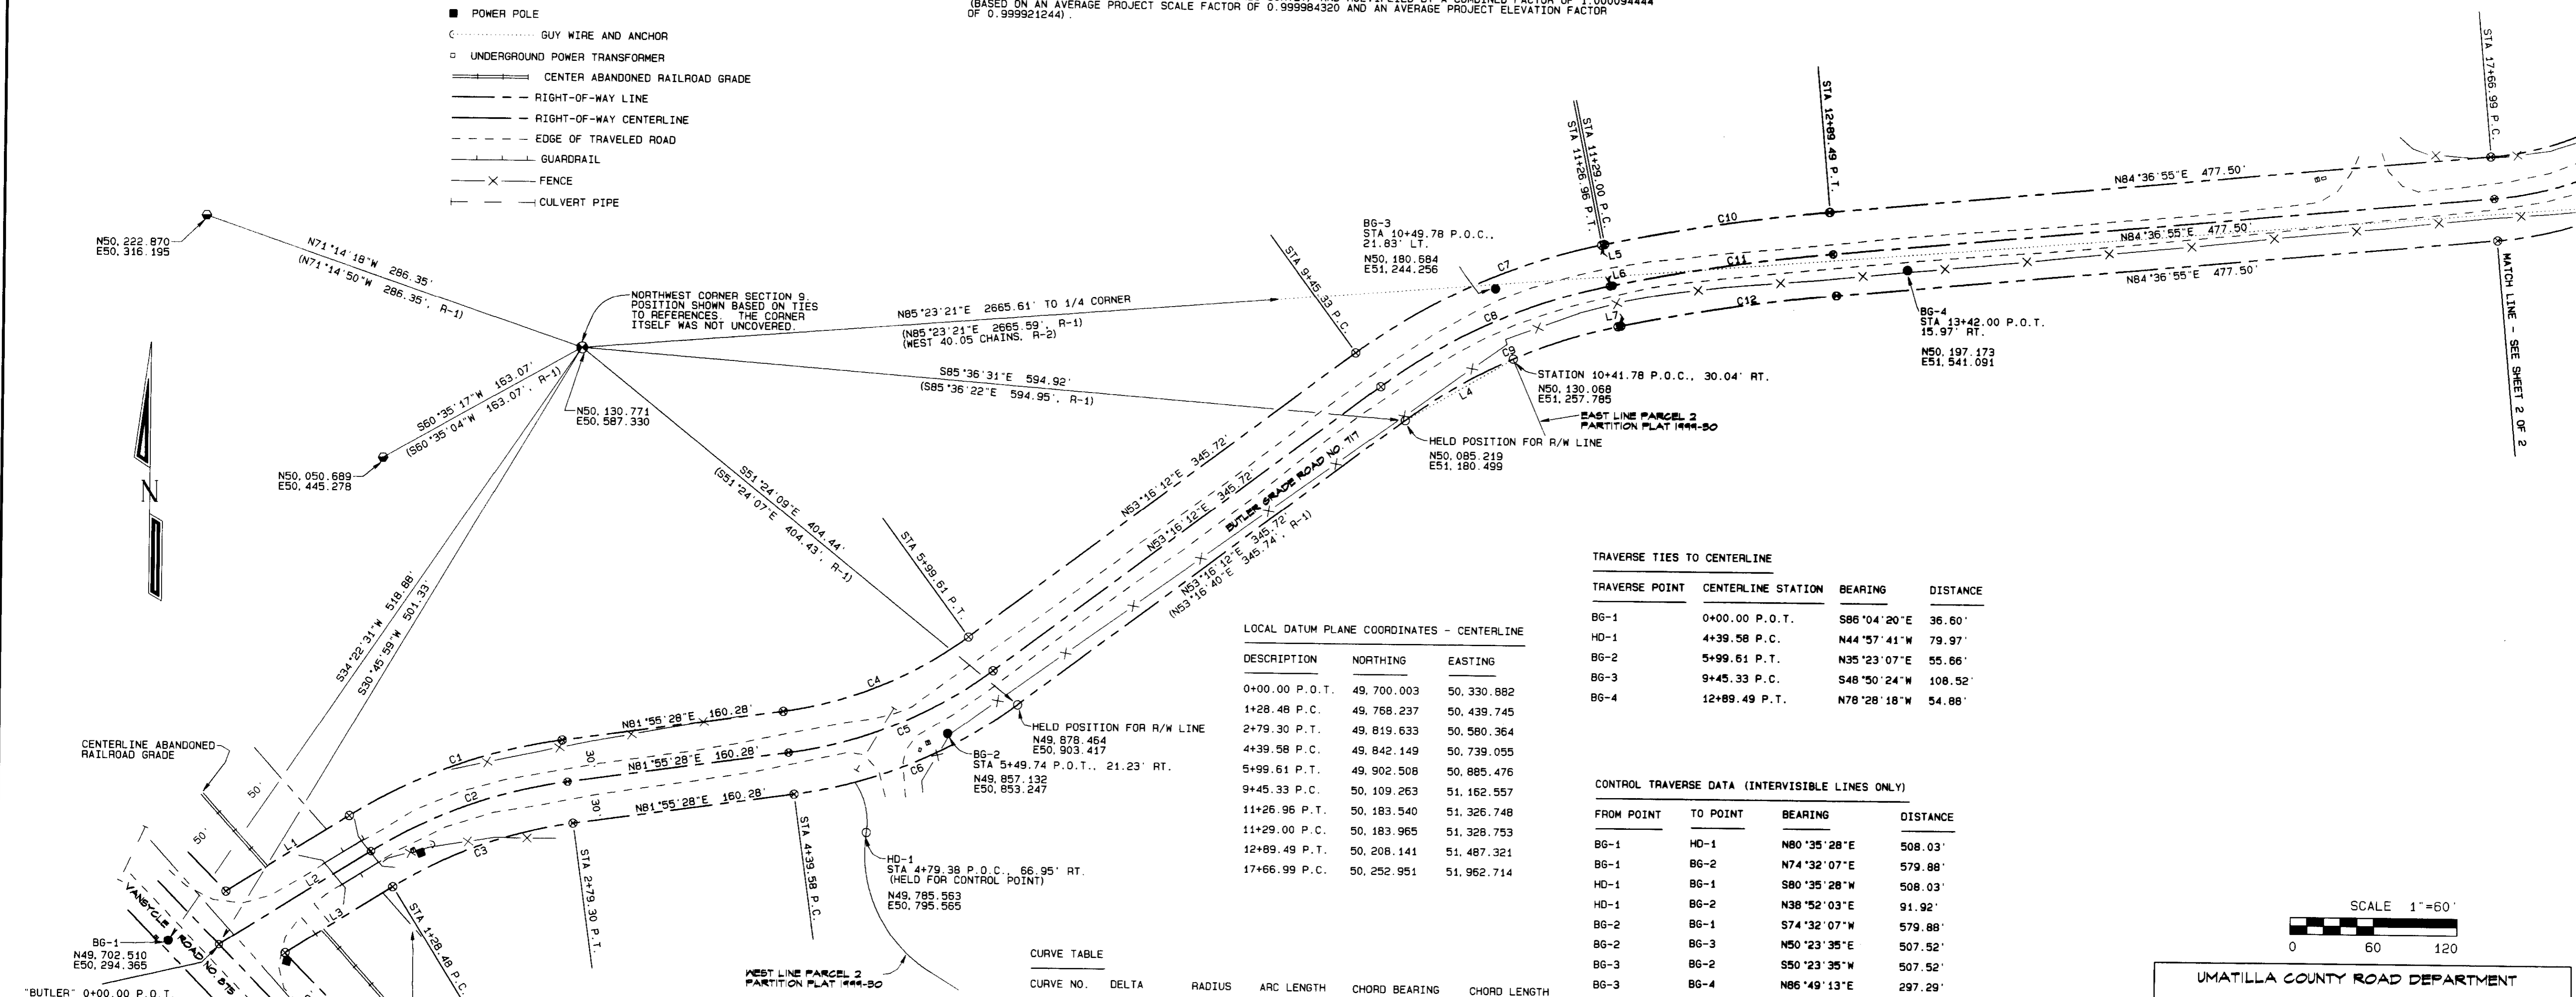 (BASED ON AN AVERAGE PROJECT SCALE FACTOR OF 0.999984320 AND AN AVERAGE PROJECT ELEVATION FACTOR
OF 0.999921244).
POWER POLE
GUY WIRE AND ANCHOR
UNDERGROUND POWER TRANSFORMER
CENTER ABANDONED RAILROAD GRADE
RIGHT-OF-WAY LINE
RIGHT-OF-WAY CENTERLINE
EDGE OF TRAVELED ROAD
GUARDRAIL
FENCE
CULVERT PIPE
N50,222.870
E50,316.195
N71°14'18"W 286.35'
(N71°14'50"W 286.35', R-1)
NORTHWEST CORNER SECTION 9.
POSITION SHOWN BASED ON TIES
TO REFERENCES. THE CORNER
ITSELF WAS NOT UNCOVERED.
N85°23'21"E 2665.61' TO 1/4 CORNER
(N85°23'21"E 2665.59', R-1)
(WEST 40.05 CHAINS, R-2)
S85°36'31"E 594.92'
(S85°36'22"E 594.95', R-1)
S60°35'17"W 163.07'
(S60°35'04"W 163.07', R-1)
N50,130.771
E50,587.330
N50,050.689
E50,445.278
N
S51°24'09"E 404.44'
(S51°24'07"E 404.43', R-1)
S34°22'31"W 518.88'
S30°45'59"W 501.33'
STA 5+99.61 P.T.
N53°16'12"E 345.72'
N53°16'12"E 345.72'
BUTLER GRADE ROAD NO. 717
N53°16'12"E 345.72'
(N53°16'40"E 345.74', R-1)
STA 9+45.33 P.C.
BG-3
STA 10+49.78 P.O.C.,
21.83' LT.
N50,180.684
E51,244.256
C7
C8
C9
L4
STA 11+29.00 P.C.
STA 11+26.96 P.T.
L5
L6
L7
C10
C11
C12
STA 12+89.49 P.T.
N84°36'55"E 477.50'
N84°36'55"E 477.50'
N84°36'55"E 477.50'
STA 17+66.99 P.C.
MATCH LINE - SEE SHEET 2 OF 2
BG-4
STA 13+42.00 P.O.T.
15.97' RT.
N50,197.173
E51,541.091
STATION 10+41.78 P.O.C., 30.04' RT.
N50,130.068
E51,257.785
EAST LINE PARCEL 2
PARTITION PLAT 1999-50
HELD POSITION FOR R/W LINE
N50,085.219
E51,180.499
CENTERLINE ABANDONED
RAILROAD GRADE
50'
50'
L1
L2
L3
C1
C2
C3
N81°55'28"E 160.28'
30'
N81°55'28"E 160.28'
30'
N81°55'28"E 160.28'
C4
C5
C6
HELD POSITION FOR R/W LINE
N49,878.464
E50,903.417
BG-2
STA 5+49.74 P.O.T., 21.23' RT.
N49,857.132
E50,853.247
HD-1
STA 4+79.38 P.O.C., 66.95' RT.
(HELD FOR CONTROL POINT)
N49,785.563
E50,795.565
STA 4+39.58 P.C.
STA 2+79.30 P.T.
STA 1+28.48 P.C.
VANSYCLE ROAD NO. 875
BG-1
N49,702.510
E50,294.365
"BUTLER" 0+00.00 P.O.T.
WEST LINE PARCEL 2
PARTITION PLAT 1999-50
LOCAL DATUM PLANE COORDINATES - CENTERLINE
DESCRIPTION NORTHING EASTING
0+00.00 P.O.T. 49,700.003 50,330.882
1+28.48 P.C. 49,768.237 50,439.745
2+79.30 P.T. 49,819.633 50,580.364
4+39.58 P.C. 49,842.149 50,739.055
5+99.61 P.T. 49,902.508 50,885.476
9+45.33 P.C. 50,109.263 51,162.557
11+26.96 P.T. 50,183.540 51,326.748
11+29.00 P.C. 50,183.965 51,328.753
12+89.49 P.T. 50,208.141 51,487.321
17+66.99 P.C. 50,252.951 51,962.714
TRAVERSE TIES TO CENTERLINE
TRAVERSE POINT CENTERLINE STATION BEARING DISTANCE
BG-1 0+00.00 P.O.T. S86°04'20"E 36.60'
HD-1 4+39.58 P.C. N44°57'41"W 79.97'
BG-2 5+99.61 P.T. N35°23'07"E 55.66'
BG-3 9+45.33 P.C. S48°50'24"W 108.52'
BG-4 12+89.49 P.T. N78°28'18"W 54.88'
CONTROL TRAVERSE DATA (INTERVISIBLE LINES ONLY)
FROM POINT TO POINT BEARING DISTANCE
BG-1 HD-1 N80°35'28"E 508.03'
BG-1 BG-2 N74°32'07"E 579.88'
HD-1 BG-1 S80°35'28"W 508.03'
HD-1 BG-2 N38°52'03"E 91.92'
BG-2 BG-1 S74°32'07"W 579.88'
BG-2 BG-3 N50°23'35"E 507.52'
BG-3 BG-2 S50°23'35"W 507.52'
BG-3 BG-4 N86°49'13"E 297.29'
CURVE TABLE
CURVE NO. DELTA RADIUS ARC LENGTH CHORD BEARING CHORD LENGTH
SCALE 1"=60'
0 60 120
UMATILLA COUNTY ROAD DEPARTMENT